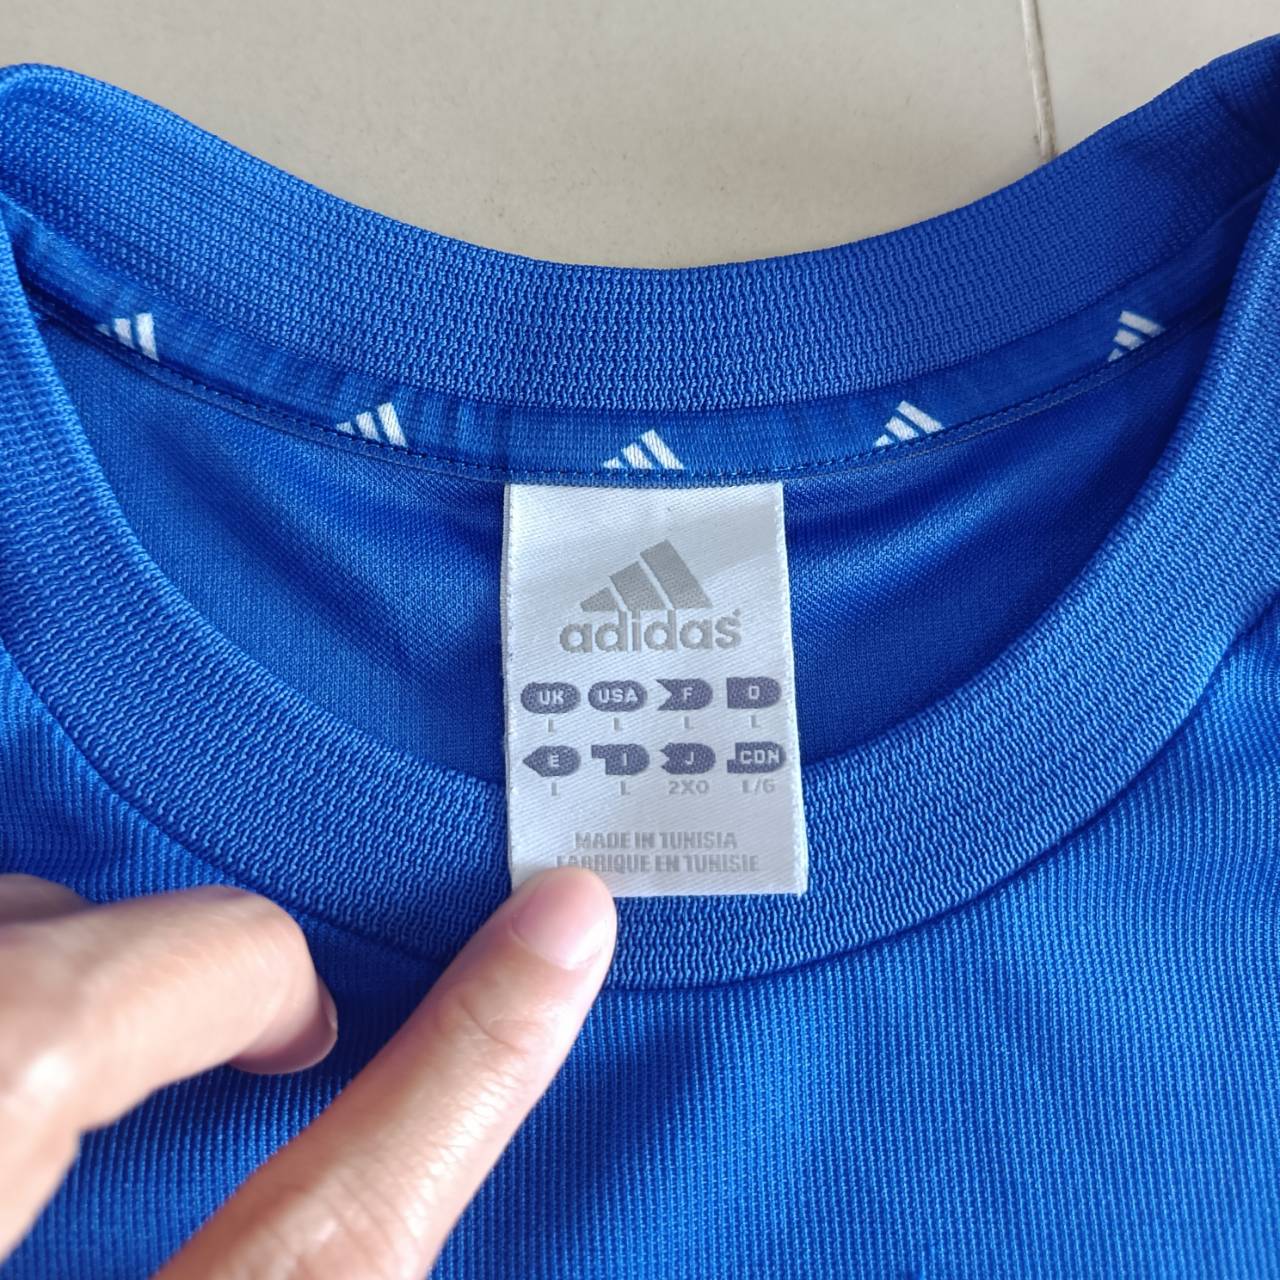 adidas
UK USA F D
L L L L
E I J CDN
L L 2XO L/G
MADE IN TUNISIA
FABRIQUE EN TUNISIE